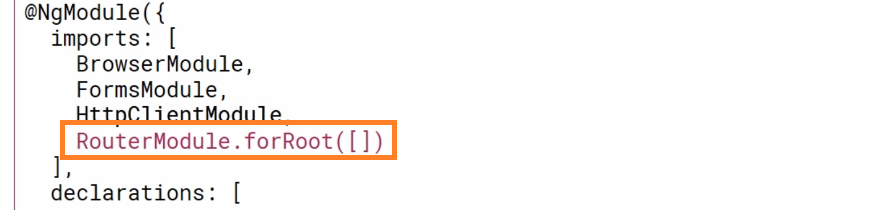 @NgModule({
imports: [
BrowserModule,
FormsModule,
HttpClientModule,
RouterModule.forRoot([])
],
declarations: [